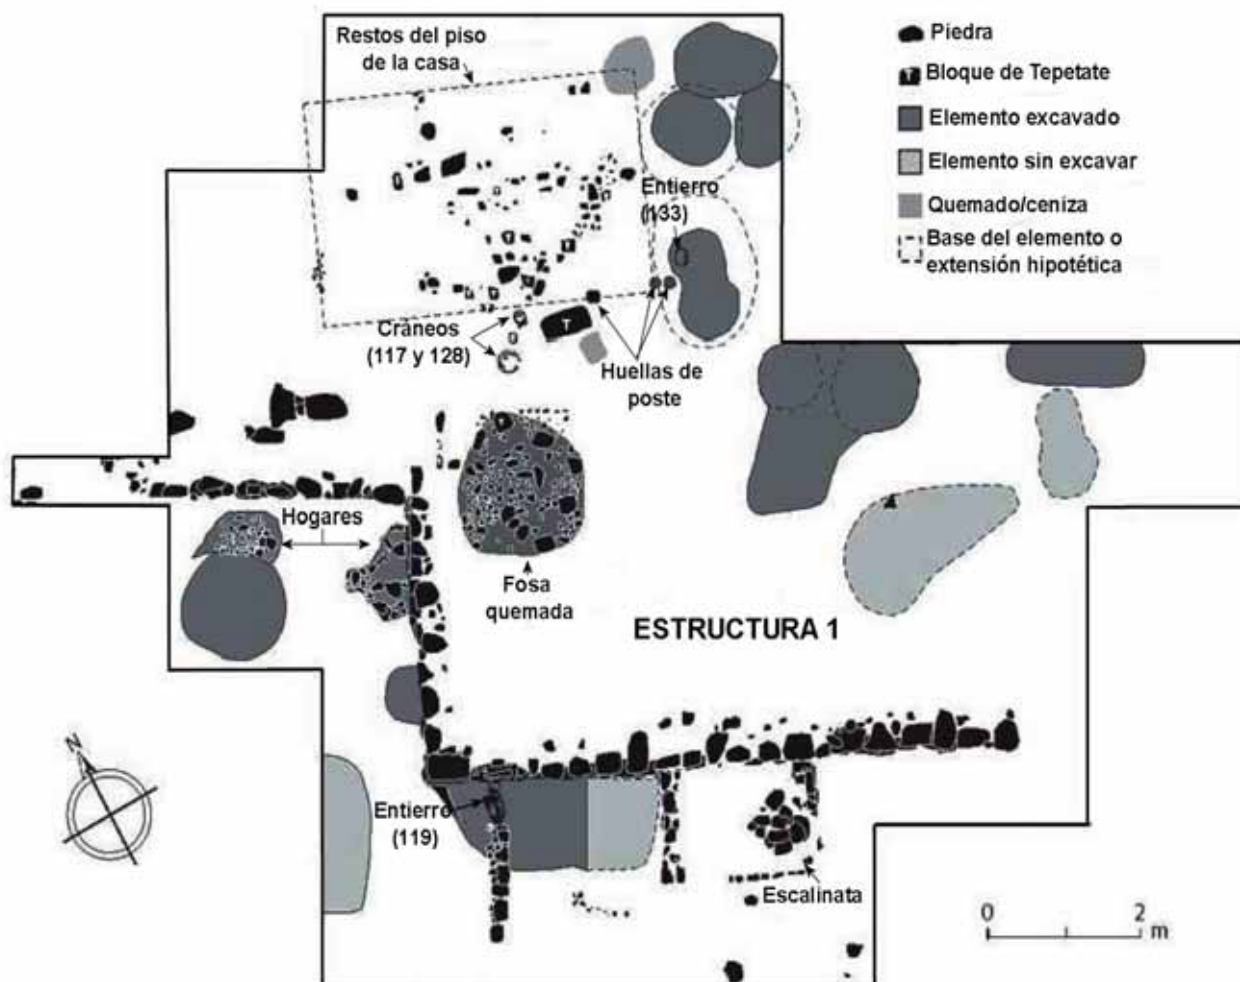 Restos del piso
de la casa
Piedra
T Bloque de Tepetate
Elemento excavado
Elemento sin excavar
Quemado/ceniza
Base del elemento o
extensión hipotética
Entierro
(133)
T
T
T
Cráneos
(117 y 128)
Huellas de
poste
Hogares
Fosa
quemada
ESTRUCTURA 1
N
Entierro
(119)
Escalinata
0 2
m